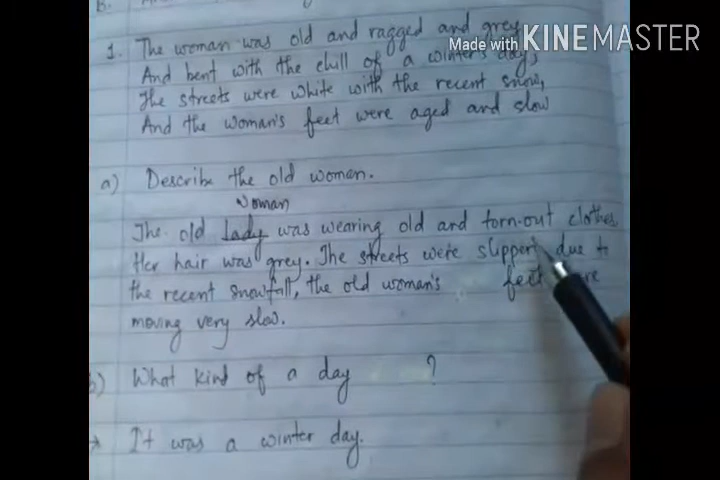 B.
Made with KINEMASTER
1. The woman was old and ragged and grey
And bent with the chill of a winter's day,
The streets were white with the recent snow,
And the woman's feet were aged and slow
a) Describe the old woman.
woman
The old lady was wearing old and torn-out clothes
Her hair was grey. The streets were slippery due to
the recent snowfall, the old woman's feet
moving very slow.
b) What kind of a day ?
It was a winter day.